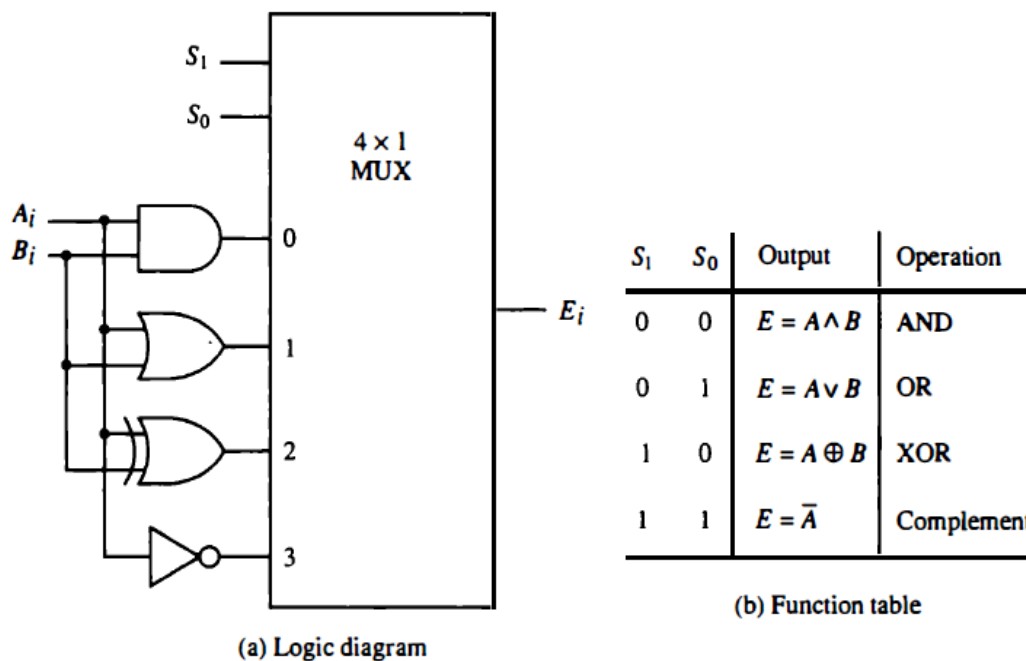 S₁
S₀
4 × 1
MUX
Aᵢ
Bᵢ
0
1
2
3
Eᵢ
(a) Logic diagram
S₁ S₀ Output Operation
0 0 E = A ∧ B AND
0 1 E = A ∨ B OR
1 0 E = A ⊕ B XOR
1 1 E = A̅ Complement
(b) Function table